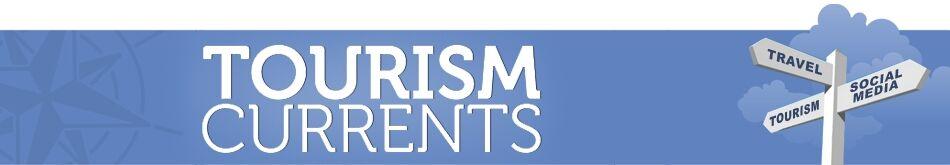 TOURISM
CURRENTS
TRAVEL
SOCIAL
MEDIA
TOURISM